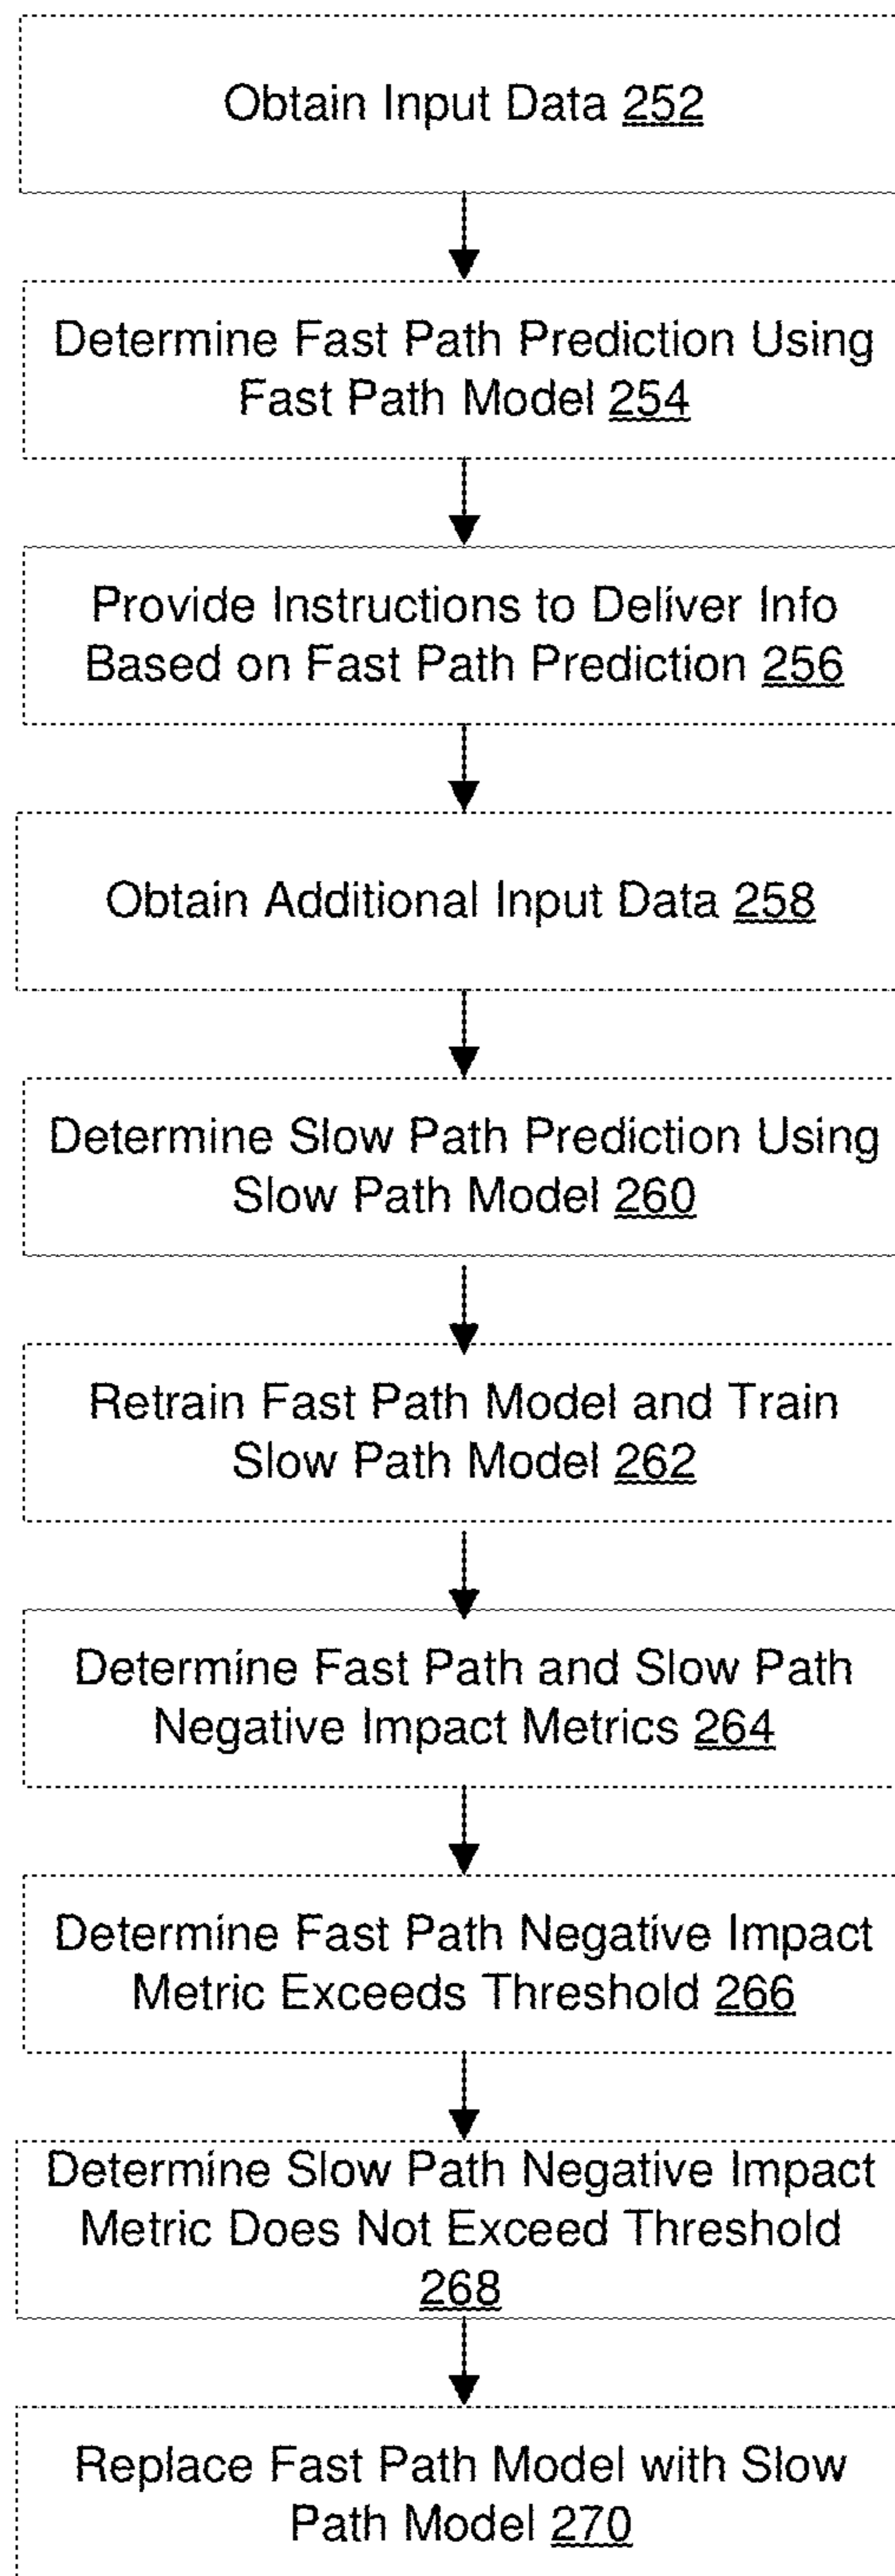 Obtain Input Data 252
Determine Fast Path Prediction Using
Fast Path Model 254
Provide Instructions to Deliver Info
Based on Fast Path Prediction 256
Obtain Additional Input Data 258
Determine Slow Path Prediction Using
Slow Path Model 260
Retrain Fast Path Model and Train
Slow Path Model 262
Determine Fast Path and Slow Path
Negative Impact Metrics 264
Determine Fast Path Negative Impact
Metric Exceeds Threshold 266
Determine Slow Path Negative Impact
Metric Does Not Exceed Threshold
268
Replace Fast Path Model with Slow
Path Model 270